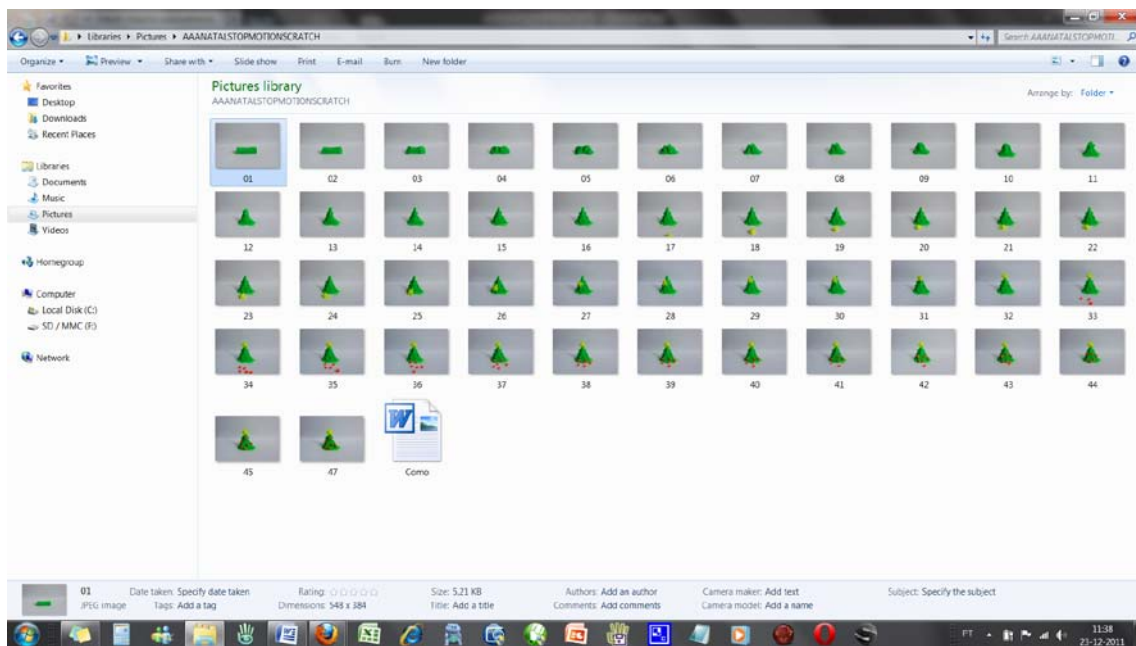 Libraries Pictures AAANATALSTOPMOTIONSCRATCH
Search AAANATALSTOPMOTI...
Organize Preview Share with Slide show Print E-mail Burn New folder
Favorites
Desktop
Downloads
Recent Places
Libraries
Documents
Music
Pictures
Videos
Homegroup
Computer
Local Disk (C:)
SD / MMC (F:)
Network
Pictures library
AAANATALSTOPMOTIONSCRATCH
Arrange by: Folder
01 02 03 04 05 06 07 08 09 10 11
12 13 14 15 16 17 18 19 20 21 22
23 24 25 26 27 28 29 30 31 32 33
34 35 36 37 38 39 40 41 42 43 44
45 47 Como
01 Date taken: Specify date taken Rating: Size: 5,21 KB Authors: Add an author Camera maker: Add text Subject: Specify the subject
JPEG image Tags: Add a tag Dimensions: 548 x 384 Title: Add a title Comments: Add comments Camera model: Add a name
FT 11:38
23-12-2011